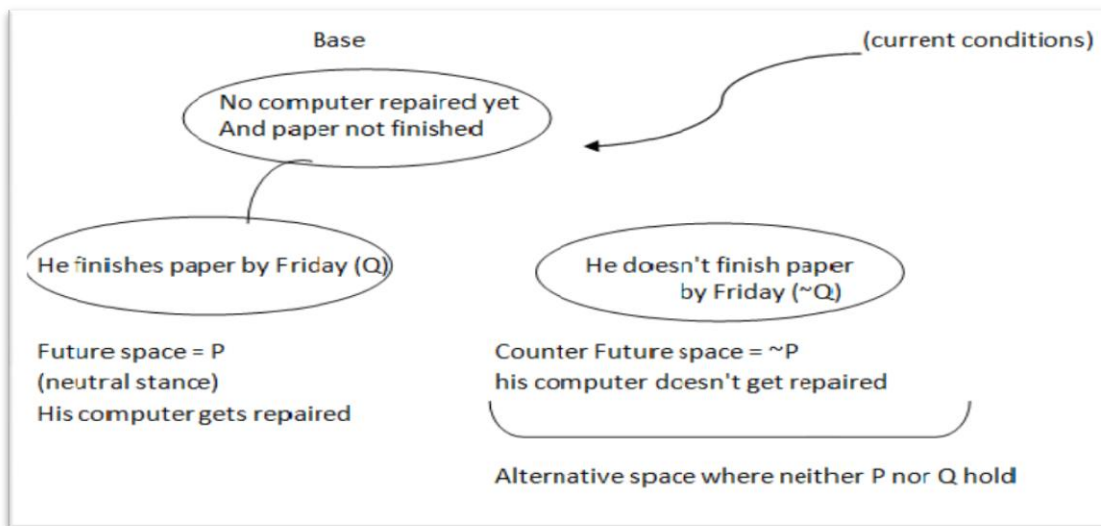 Base
(current conditions)
No computer repaired yet
And paper not finished
He finishes paper by Friday (Q)
He doesn't finish paper
by Friday (~Q)
Future space = P
(neutral stance)
His computer gets repaired
Counter Future space = ~P
his computer doesn't get repaired
Alternative space where neither P nor Q hold